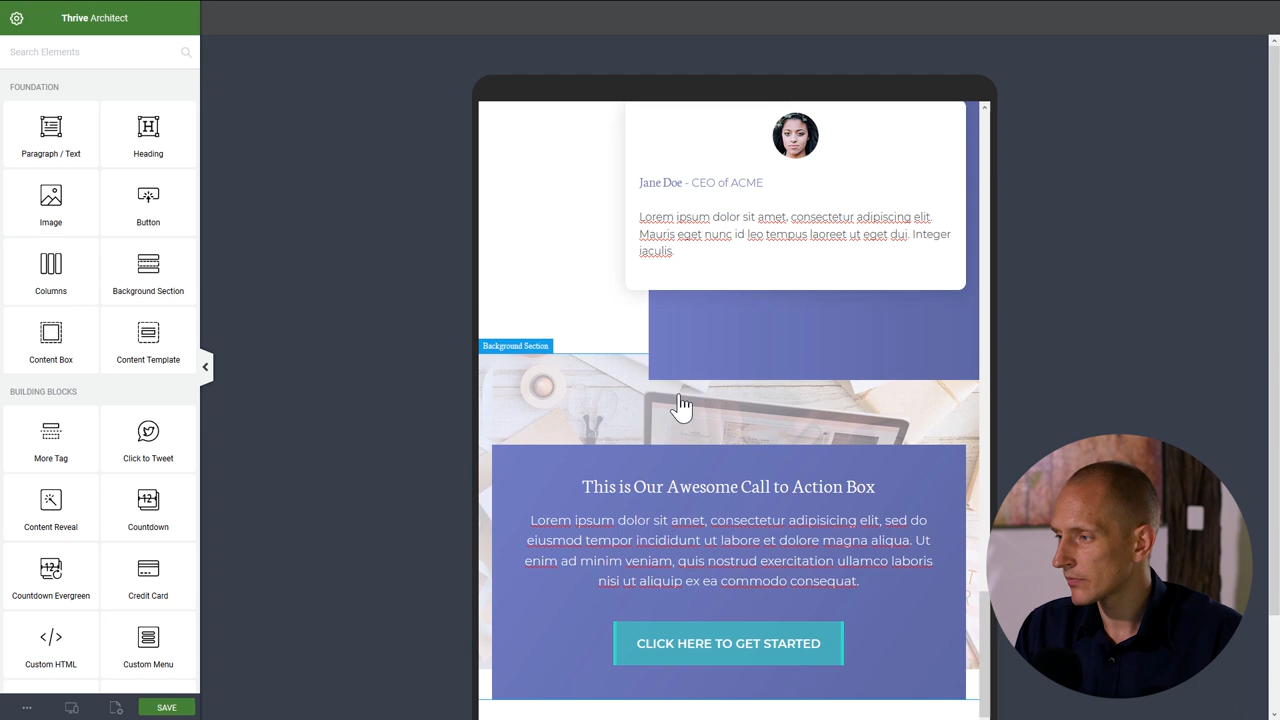 Thrive Architect
Search Elements
FOUNDATION
Paragraph / Text
Heading
Image
Button
Columns
Background Section
Content Box
Content Template
BUILDING BLOCKS
More Tag
Click to Tweet
Content Reveal
Countdown
Countdown Evergreen
Credit Card
Custom HTML
Custom Menu
SAVE
Jane Doe - CEO of ACME
Lorem ipsum dolor sit amet, consectetur adipiscing elit.
Mauris eget nunc id leo tempus laoreet ut eget dui. Integer
iaculis.
Background Section
This is Our Awesome Call to Action Box
Lorem ipsum dolor sit amet, consectetur adipisicing elit, sed do
eiusmod tempor incididunt ut labore et dolore magna aliqua. Ut
enim ad minim veniam, quis nostrud exercitation ullamco laboris
nisi ut aliquip ex ea commodo consequat.
CLICK HERE TO GET STARTED